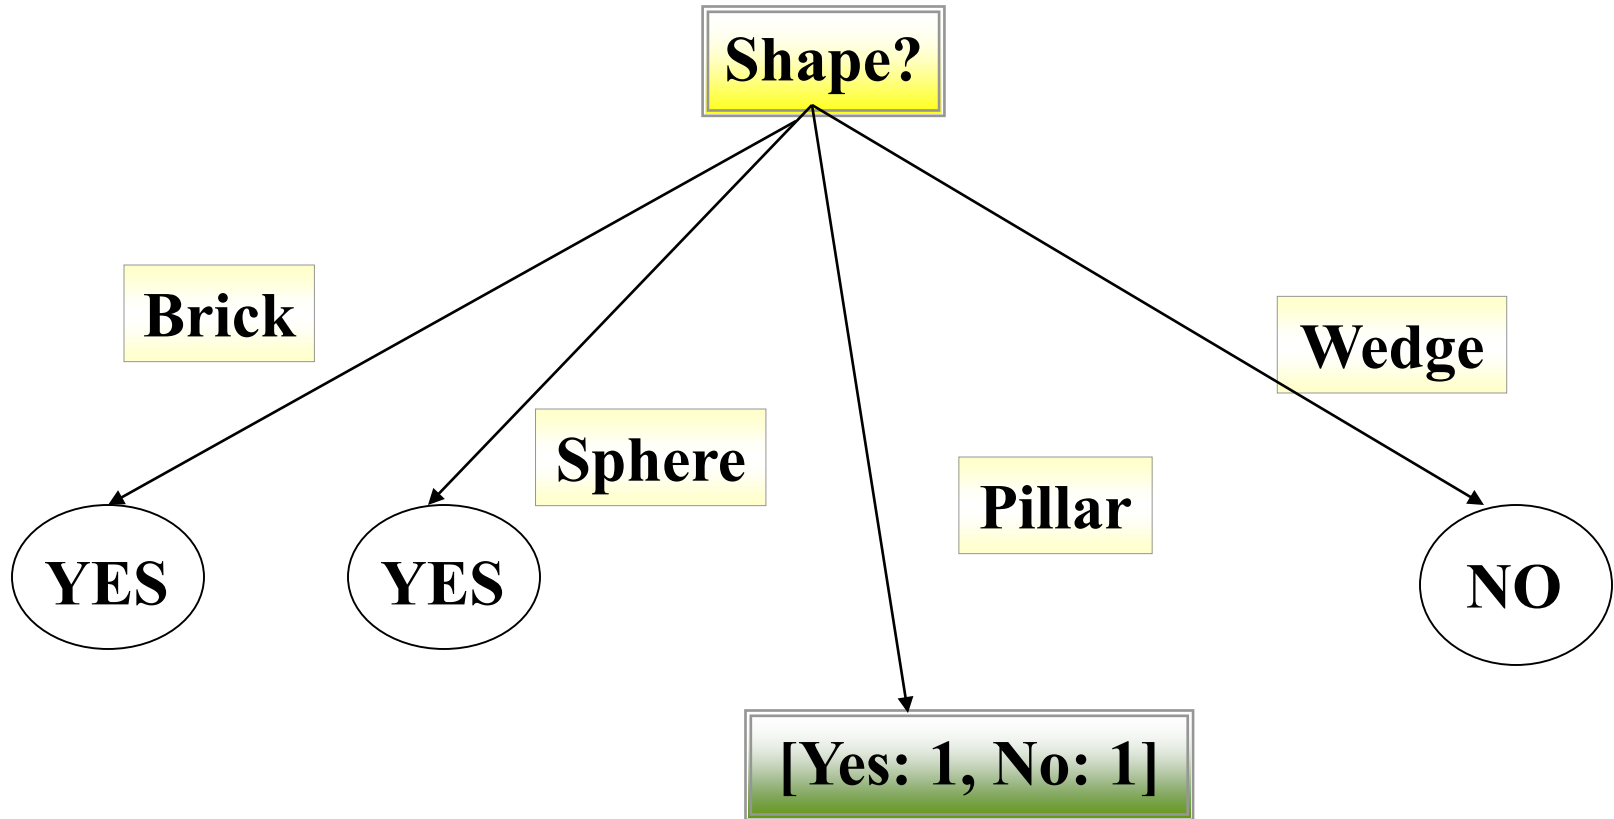 Shape?
Brick
Wedge
Sphere
Pillar
YES
YES
NO
[Yes: 1, No: 1]